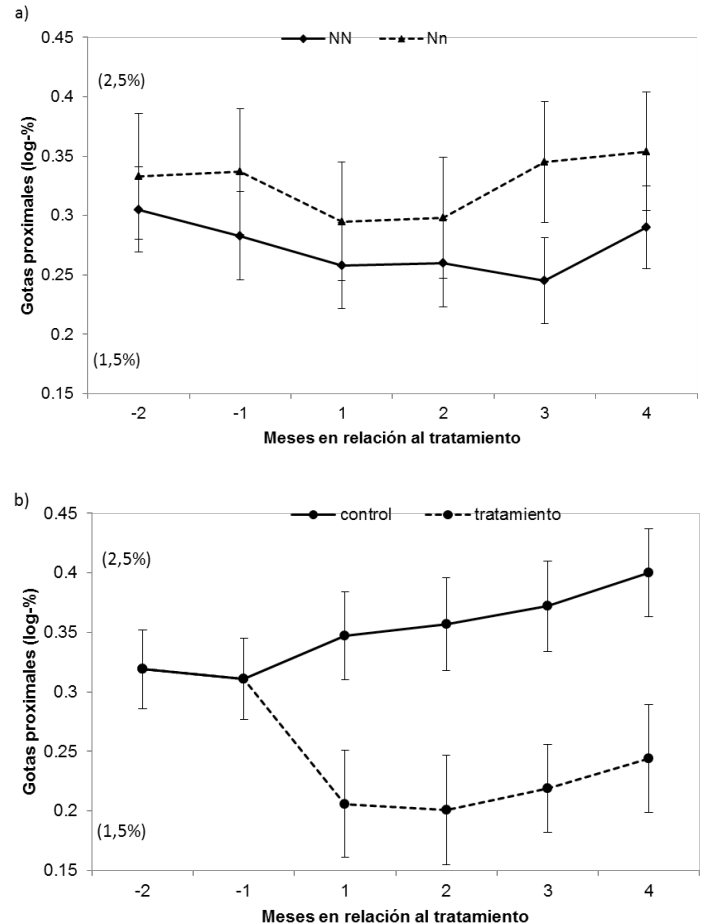 a)
NN Nn
0.45
(2,5%)
0.4
0.35
0.3
0.25
0.2
(1,5%)
0.15
Gotas proximales (log-%)
-2 -1 1 2 3 4
Meses en relación al tratamiento
b)
control tratamiento
0.45
(2,5%)
0.4
0.35
0.3
0.25
0.2
(1,5%)
0.15
Gotas proximales (log-%)
-2 -1 1 2 3 4
Meses en relación al tratamiento